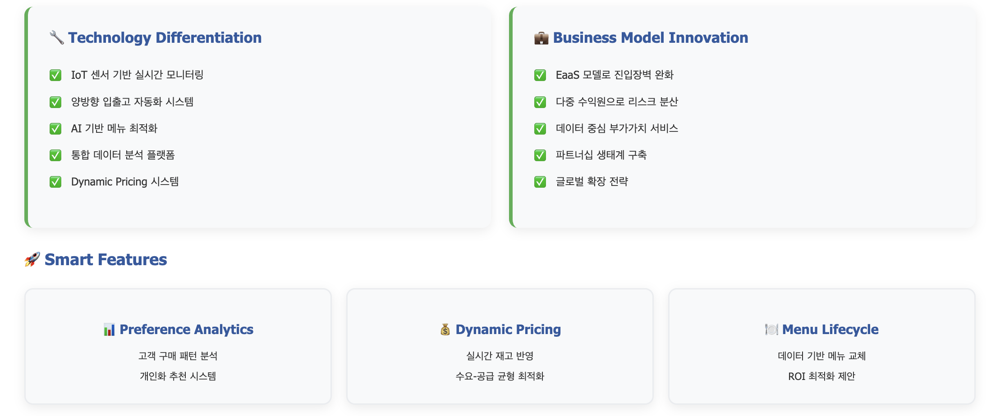 🔧 Technology Differentiation
✅ IoT 센서 기반 실시간 모니터링
✅ 양방향 입출고 자동화 시스템
✅ AI 기반 메뉴 최적화
✅ 통합 데이터 분석 플랫폼
✅ Dynamic Pricing 시스템
💼 Business Model Innovation
✅ EaaS 모델로 진입장벽 완화
✅ 다중 수익원으로 리스크 분산
✅ 데이터 중심 부가가치 서비스
✅ 파트너십 생태계 구축
✅ 글로벌 확장 전략
🚀 Smart Features
📊 Preference Analytics
고객 구매 패턴 분석
개인화 추천 시스템
💰 Dynamic Pricing
실시간 재고 반영
수요-공급 균형 최적화
🍽️ Menu Lifecycle
데이터 기반 메뉴 교체
ROI 최적화 제안